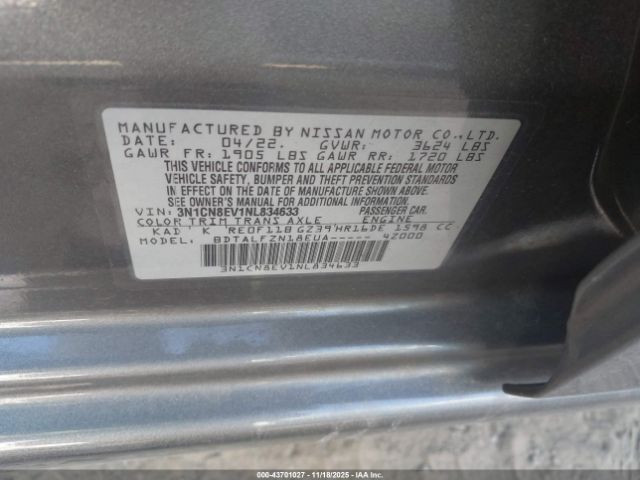 MANUFACTURED BY NISSAN MOTOR CO.,LTD.
DATE: 04/22. GVWR: 3624 LBS
GAWR FR: 1905 LBS GAWR RR: 1720 LBS
THIS VEHICLE CONFORMS TO ALL APPLICABLE FEDERAL MOTOR
VEHICLE SAFETY, BUMPER AND THEFT PREVENTION STANDARDS
IN EFFECT ON THE DATE OF MANUFACTURE SHOWN ABOVE.
SEE OWNER'S MANUAL FOR MORE INFORMATION
VIN: 3N1CN8EV1NL834633 PASSENGER CAR.
COLOR TRIM TRANS AXLE ENGINE
KAD K RE0F11B GZ39 HR16DE 1598 CC
MODEL: BDTALFZN18EUA----- 42000
3N1CN8EV1NL834633
000-43701027 11/18/2025 IAAI.COM